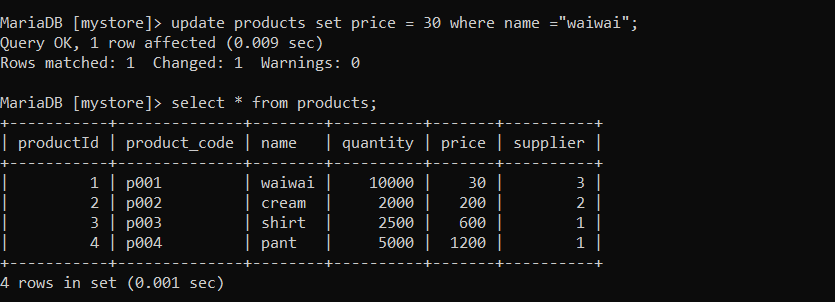 MariaDB [mystore]> update products set price = 30 where name ="waiwai";
Query OK, 1 row affected (0.009 sec)
Rows matched: 1  Changed: 1  Warnings: 0

MariaDB [mystore]> select * from products;
+-----------+--------------+--------+----------+-------+----------+
| productId | product_code | name   | quantity | price | supplier |
+-----------+--------------+--------+----------+-------+----------+
|         1 | p001         | waiwai |    10000 |    30 |        3 |
|         2 | p002         | cream  |     2000 |   200 |        2 |
|         3 | p003         | shirt  |     2500 |   600 |        1 |
|         4 | p004         | pant   |     5000 |  1200 |        1 |
+-----------+--------------+--------+----------+-------+----------+
4 rows in set (0.001 sec)